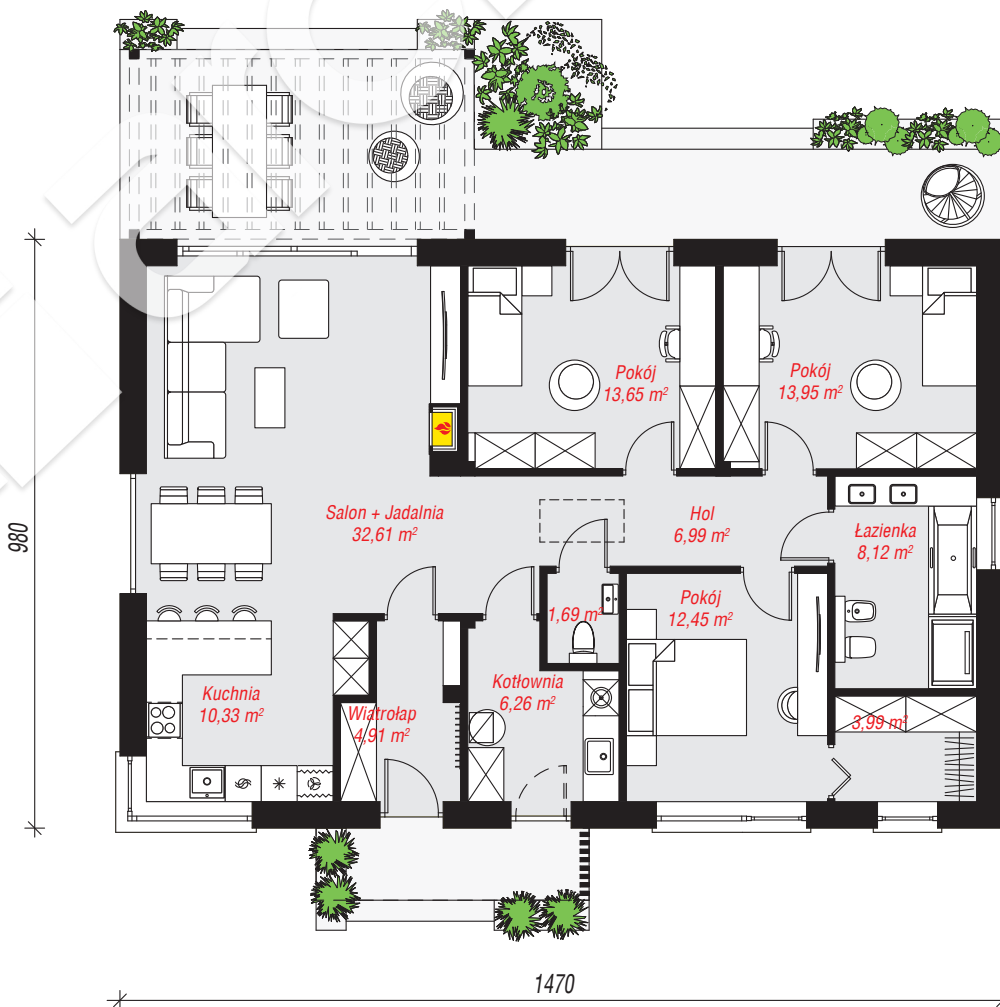 Pokój
13,65 m²
Pokój
13,95 m²
Salon + Jadalnia
32,61 m²
Hol
6,99 m²
Łazienka
8,12 m²
1,69 m²
Pokój
12,45 m²
Kuchnia
10,33 m²
Wiatrołap
4,91 m²
Kotłownia
6,26 m²
3,99 m²
980
1470